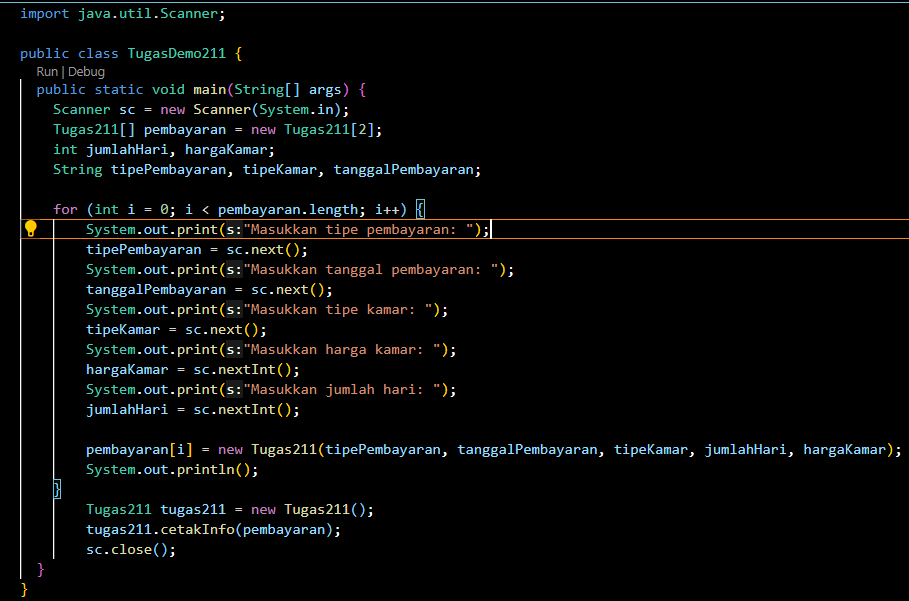 import java.util.Scanner;
public class TugasDemo211 {
Run | Debug
public static void main(String[] args) {
Scanner sc = new Scanner(System.in);
Tugas211[] pembayaran = new Tugas211[2];
int jumlahHari, hargaKamar;
String tipePembayaran, tipeKamar, tanggalPembayaran;
for (int i = 0; i < pembayaran.length; i++) {
System.out.print(s:"Masukkan tipe pembayaran: ");
tipePembayaran = sc.next();
System.out.print(s:"Masukkan tanggal pembayaran: ");
tanggalPembayaran = sc.next();
System.out.print(s:"Masukkan tipe kamar: ");
tipeKamar = sc.next();
System.out.print(s:"Masukkan harga kamar: ");
hargaKamar = sc.nextInt();
System.out.print(s:"Masukkan jumlah hari: ");
jumlahHari = sc.nextInt();
pembayaran[i] = new Tugas211(tipePembayaran, tanggalPembayaran, tipeKamar, jumlahHari, hargaKamar);
System.out.println();
}
Tugas211 tugas211 = new Tugas211();
tugas211.cetakInfo(pembayaran);
sc.close();
}
}